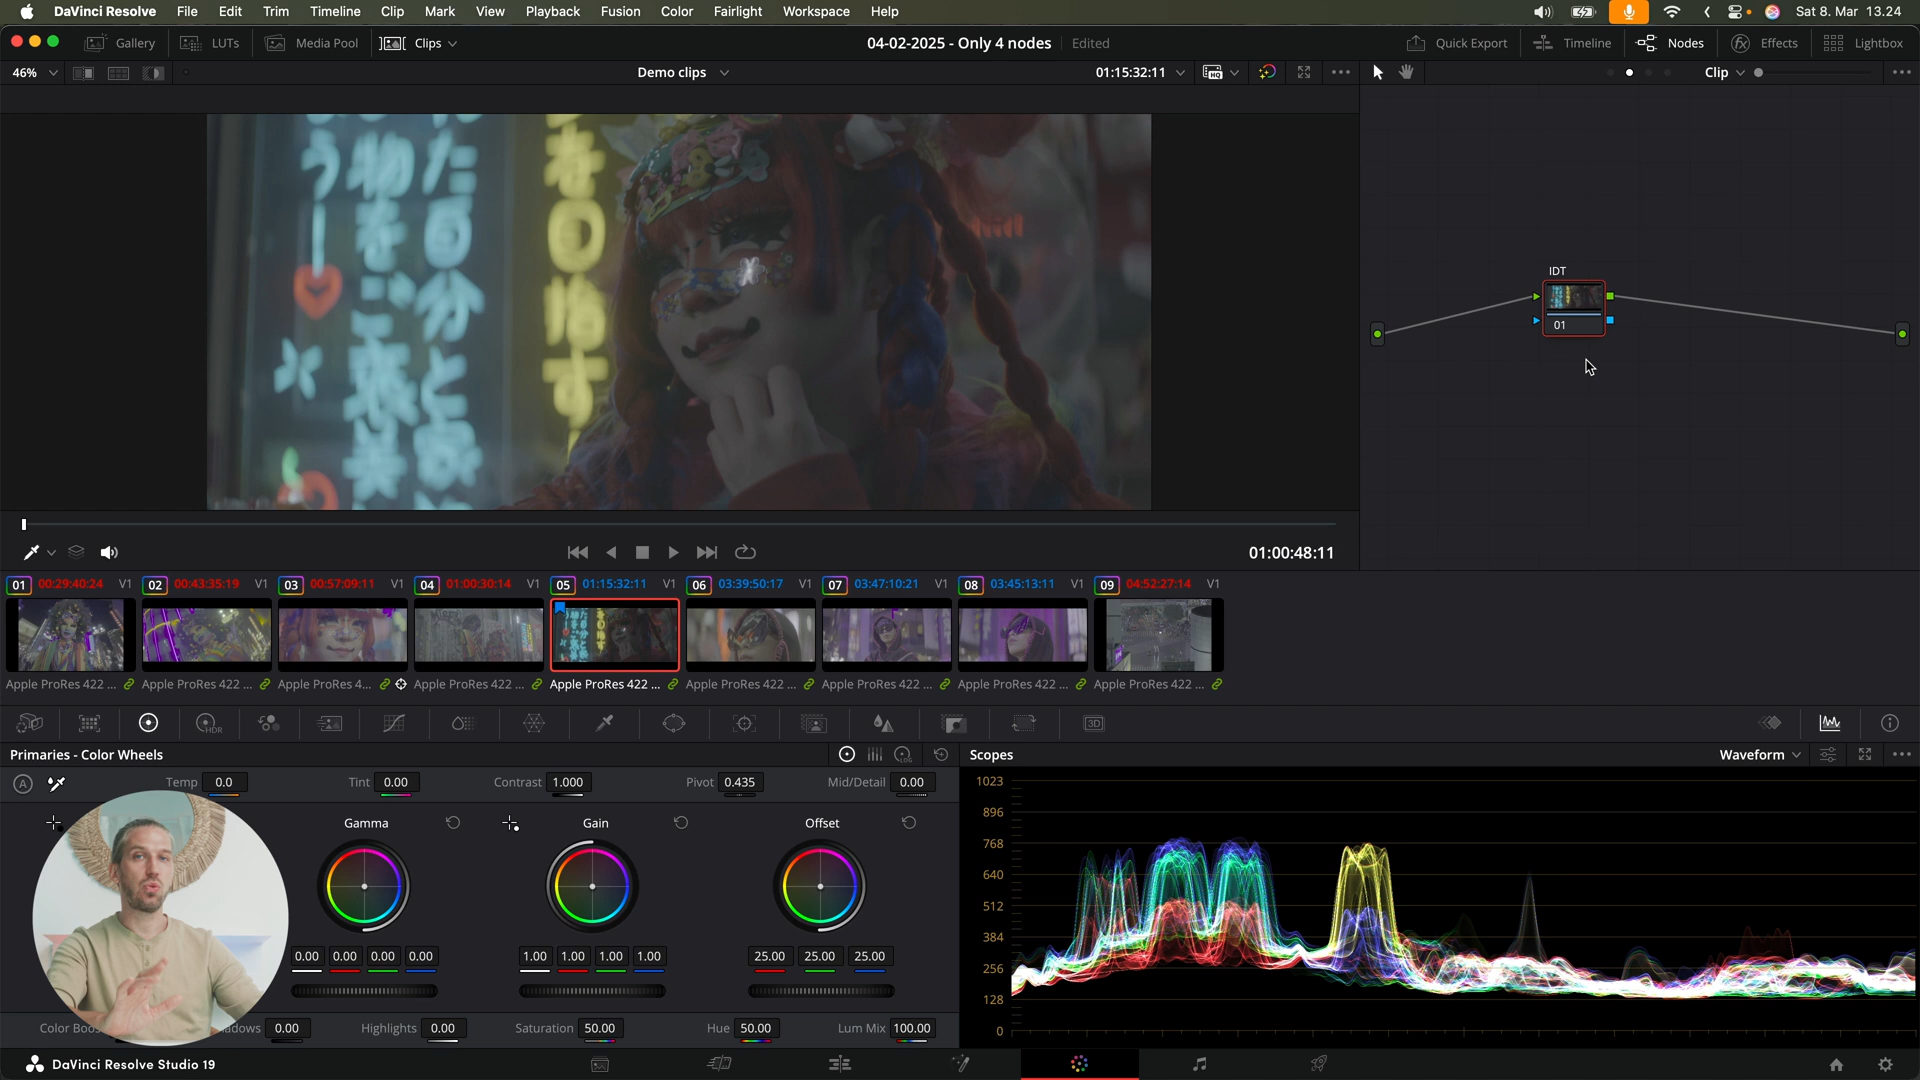 DaVinci Resolve File Edit Trim Timeline Clip Mark View Playback Fusion Color Fairlight Workspace Help Sat 8. Mar 13.24
Gallery LUTs Media Pool Clips 04-02-2025 - Only 4 nodes Edited Quick Export Timeline Nodes Effects Lightbox
46% Demo clips 01:15:32:11 HQ Clip
IDT
01
01:00:48:11
01 00:29:40:24 V1 02 00:43:35:19 V1 03 00:57:09:11 V1 04 01:00:30:14 V1 05 01:15:32:11 V1 06 03:39:50:17 V1 07 03:47:10:21 V1 08 03:45:13:11 V1 09 04:52:27:14 V1
Apple ProRes 422 ... Apple ProRes 422 ... Apple ProRes 4... Apple ProRes 422 ... Apple ProRes 422 ... Apple ProRes 422 ... Apple ProRes 422 ... Apple ProRes 422 ... Apple ProRes 422 ...
HDR 3D
Primaries - Color Wheels LOG Scopes Waveform
A Temp 0.0 Tint 0.00 Contrast 1.000 Pivot 0.435 Mid/Detail 0.00
Gamma Gain Offset
0.00 0.00 0.00 0.00 1.00 1.00 1.00 1.00 25.00 25.00 25.00
Color Boo 0.00 Highlights 0.00 Saturation 50.00 Hue 50.00 Lum Mix 100.00
1023
896
768
640
512
384
256
128
0
DaVinci Resolve Studio 19